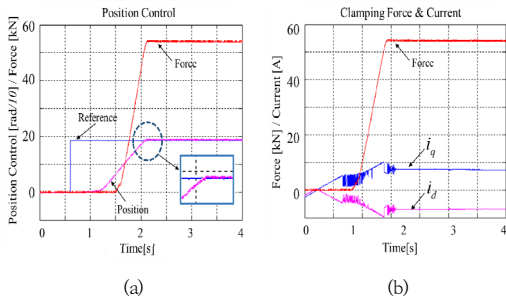 Position Control
Position Control [rad/10] / Force [kN]
60
40
20
0
Force
Reference
Position
0 1 2 3 4
Time[s]
(a)
Clamping Force & Current
Force [kN] / Current [A]
60
40
20
0
Force
iq
id
0 1 2 3 4
Time[s]
(b)